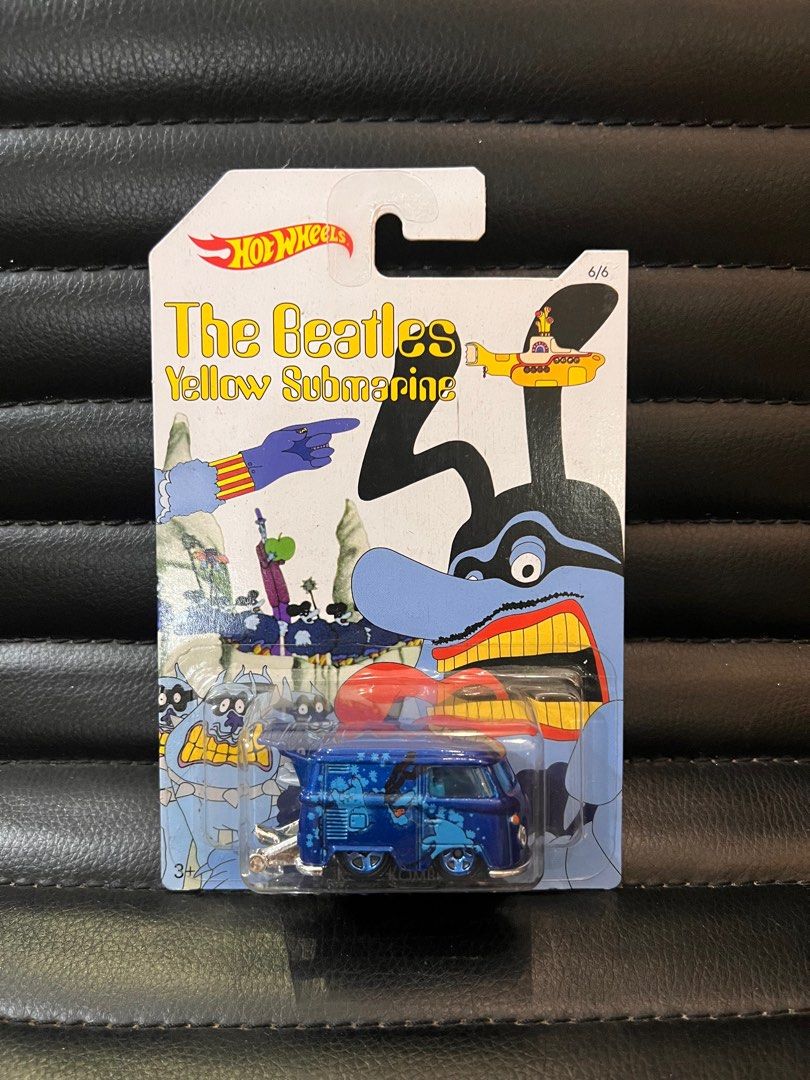 HOT WHEELS
6/6
The Beatles
Yellow Submarine
3+